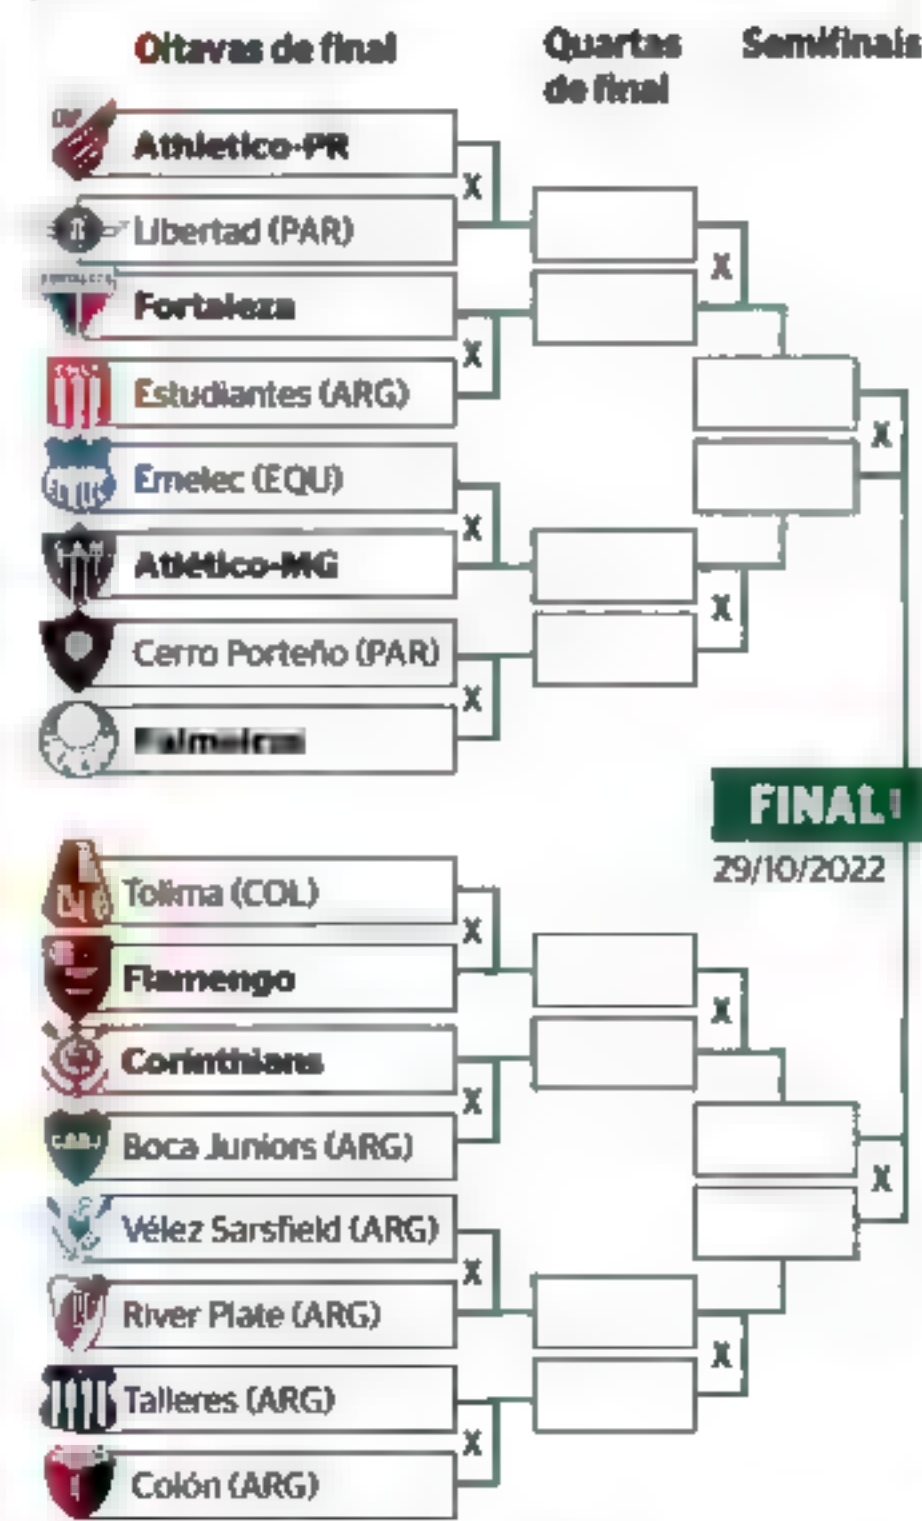 Oitavas de final
Quartas
de final
Semifinais
Athletico-PR
X
Libertad (PAR)
X
Fortaleza
X
Estudiantes (ARG)
X
Emelec (EQU)
X
Atlético-MG
X
Cerro Porteño (PAR)
X
Palmeiras
FINAL
29/10/2022
Tolima (COL)
X
Flamengo
X
Corinthians
X
Boca Juniors (ARG)
X
Vélez Sarsfield (ARG)
X
River Plate (ARG)
X
Talleres (ARG)
X
Colón (ARG)